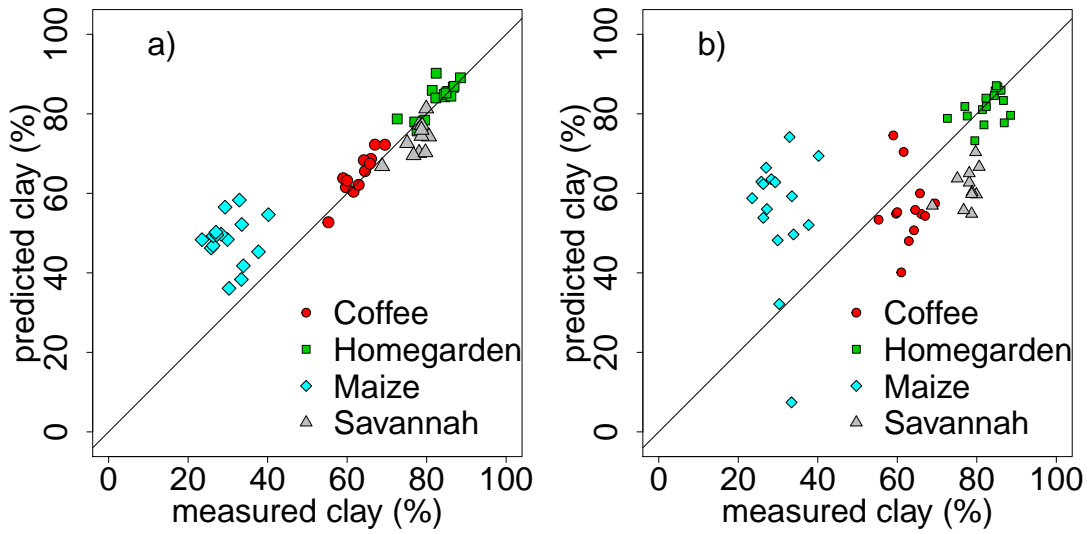 a)
predicted clay (%)
100
80
60
40
20
0
Coffee
Homegarden
Maize
Savannah
0 20 40 60 80 100
measured clay (%)
b)
predicted clay (%)
100
80
60
40
20
0
Coffee
Homegarden
Maize
Savannah
0 20 40 60 80 100
measured clay (%)